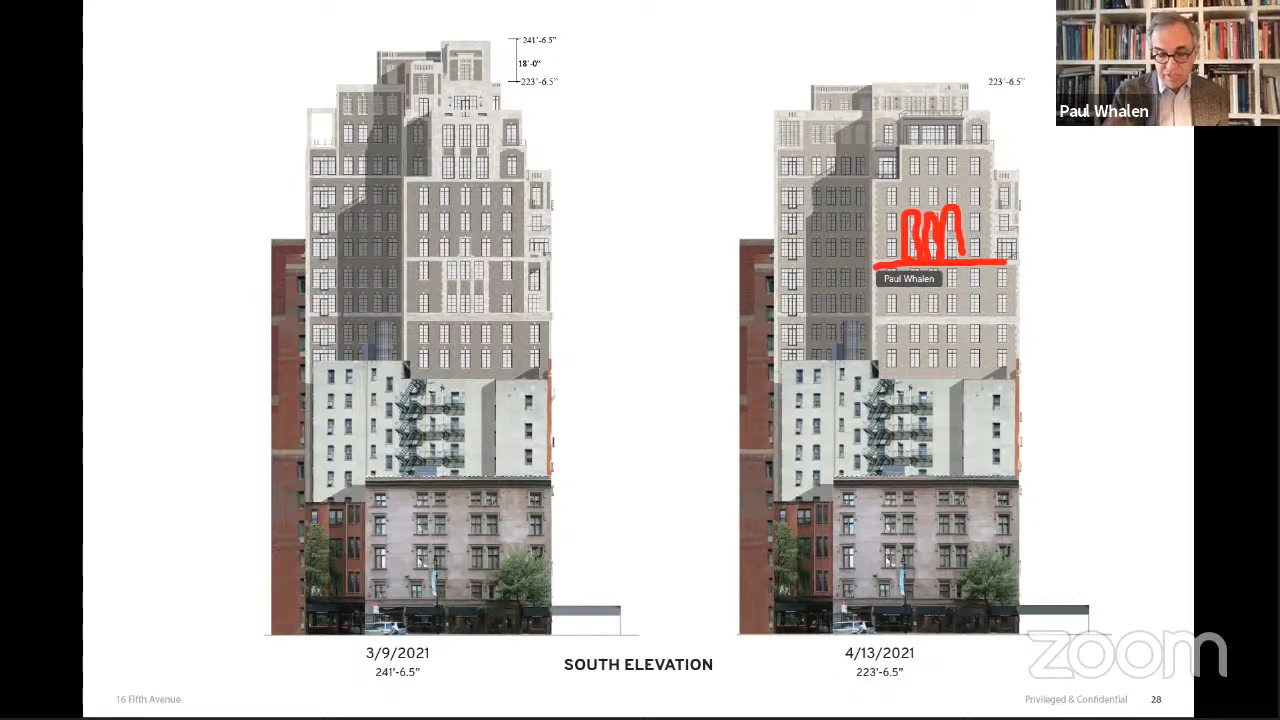 241'-6.5"
18'-0"
223'-6.5"
223'-6.5"
Paul Whalen
Paul Whalen
3/9/2021
241'-6.5"
SOUTH ELEVATION
4/13/2021
223'-6.5"
zoom
16 Fifth Avenue
Privileged & Confidential
28